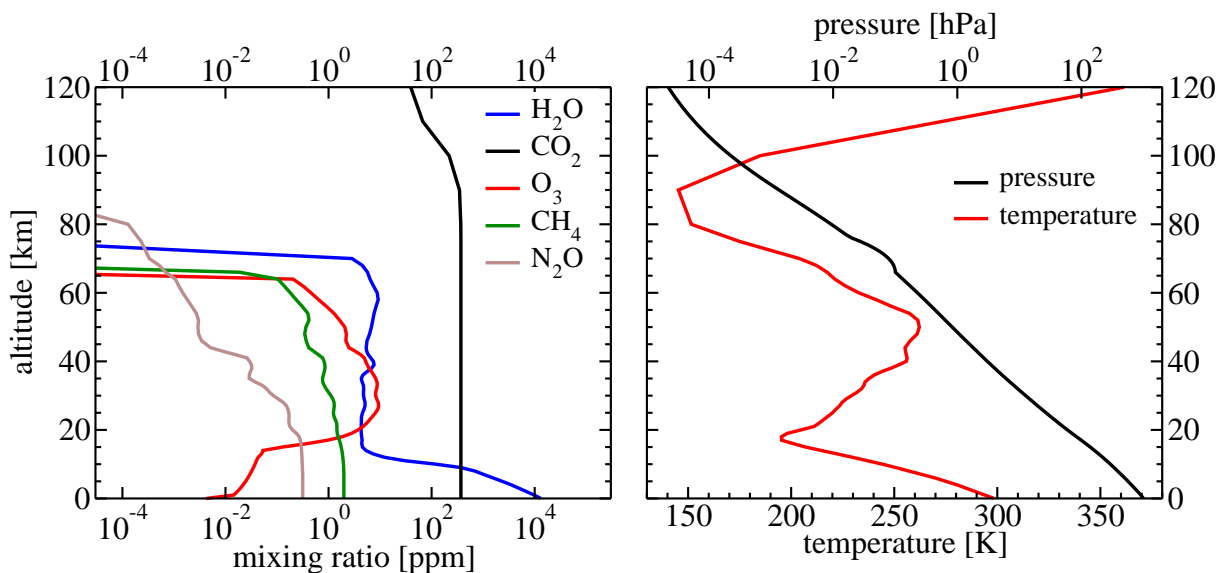 pressure [hPa]
10^-4 10^-2 10^0 10^2 10^4
10^-4 10^-2 10^0 10^2
120
100
80
60
40
20
0
altitude [km]
H₂O
CO₂
O₃
CH₄
N₂O
pressure
temperature
120
100
80
60
40
20
0
10^-4 10^-2 10^0 10^2 10^4
150 200 250 300 350
mixing ratio [ppm]
temperature [K]